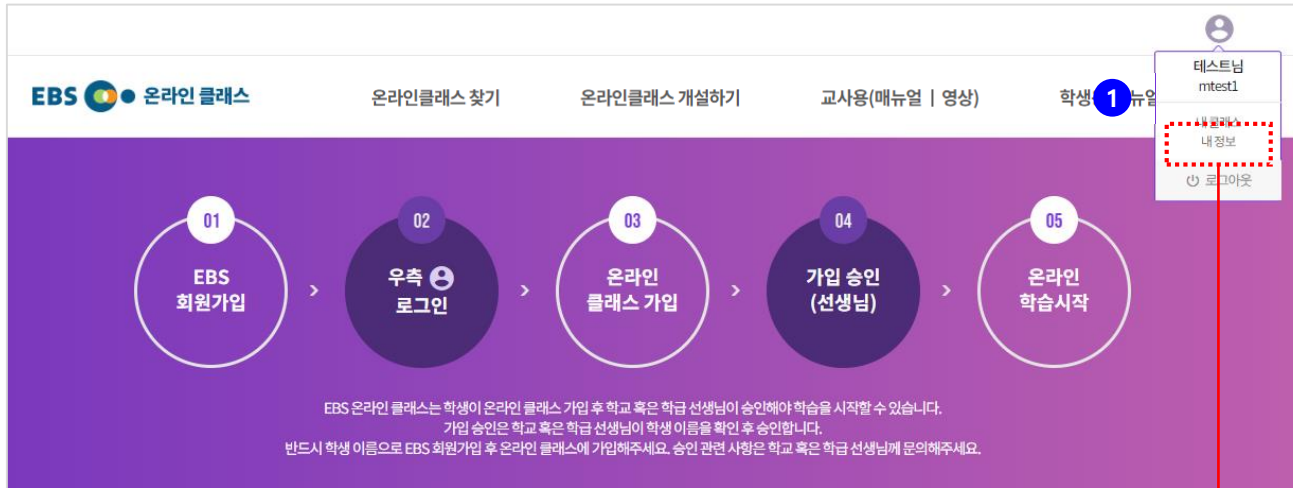 테스트님
mtest1
EBS 온라인 클래스
온라인클래스 찾기
온라인클래스 개설하기
교사용(매뉴얼 | 영상)
1
내 클래스
내 정보
로그아웃
01
EBS
회원가입
02
우측
로그인
03
온라인
클래스 가입
04
가입 승인
(선생님)
05
온라인
학습시작
EBS 온라인 클래스는 학생이 온라인 클래스 가입 후 학교 혹은 학급 선생님이 승인해야 학습을 시작할 수 있습니다.
가입 승인은 학교 혹은 학급 선생님이 학생 이름을 확인 후 승인합니다.
반드시 학생 이름으로 EBS 회원가입 후 온라인 클래스에 가입해주세요. 승인 관련 사항은 학교 혹은 학급 선생님께 문의해주세요.